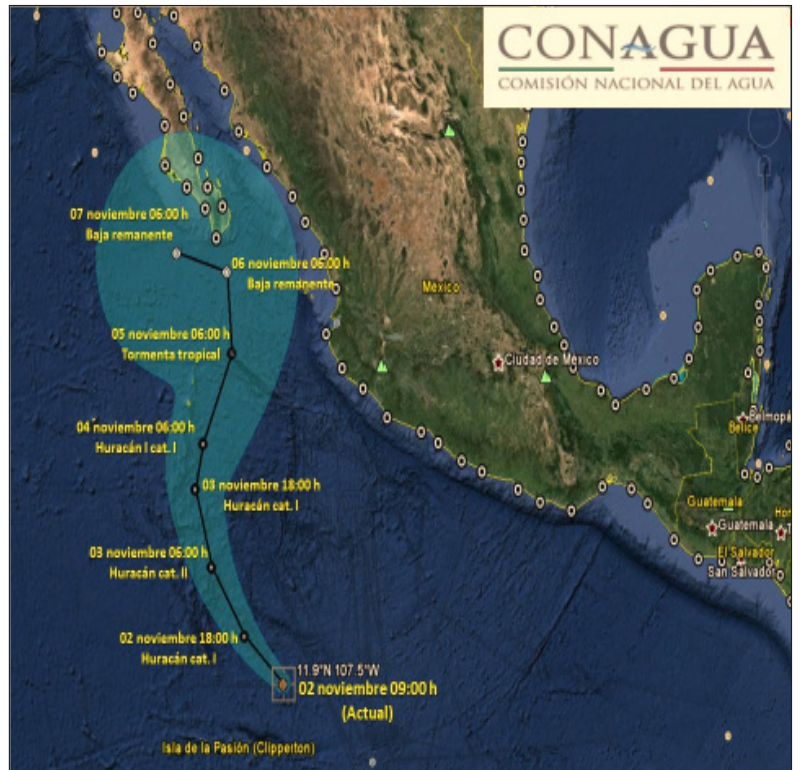 CONAGUA
COMISIÓN NACIONAL DEL AGUA
07 noviembre 06:00 h
Baja remanente
06 noviembre 06:00 h
Baja remanente
México
05 noviembre 06:00 h
Tormenta tropical
Ciudad de México
04 noviembre 06:00 h
Huracán I cat. I
Belmopá
Belice
03 noviembre 18:00 h
Huracán cat. I
Guatemala
Hon
Guatemala
T
03 noviembre 06:00 h
Huracán cat. II
El Salvador
San Salvador
02 noviembre 18:00 h
Huracán cat. I
11.9°N 107.5°W
02 noviembre 09:00 h
(Actual)
Isla de la Pasión (Clipperton)